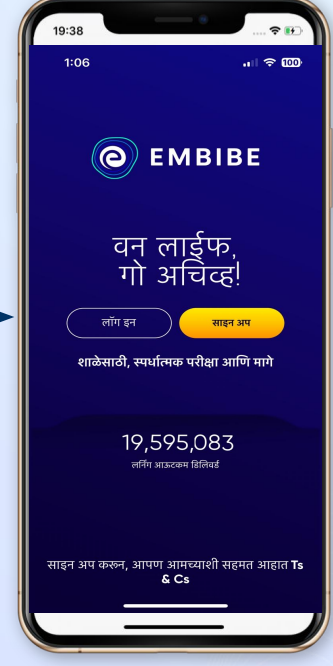 19:38
1:06
100
EMBIBE
वन लाईफ,
गो अचिव्ह!
लॉग इन
साइन अप
शाळेसाठी, स्पर्धात्मक परीक्षा आणि मागे
19,595,083
लर्निंग आऊटकम डिलिवर्ड
साइन अप करून, आपण आमच्याशी सहमत आहात Ts
& Cs